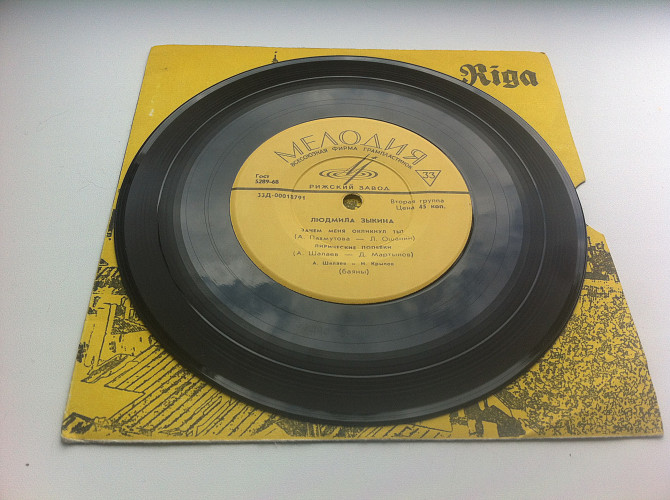 Riga
МЕЛОДИЯ
ВСЕСОЮЗНАЯ ФИРМА ГРАМПЛАСТИНОК
33
РИЖСКИЙ ЗАВОД
Гост
5289-68
33Д-00018791
Вторая группа
Цена 45 коп.
ЛЮДМИЛА ЗЫКИНА
ЗАЧЕМ МЕНЯ ОКЛИКНУЛ ТЫ?
(А. Пахмутова — Л. Ошанин)
ЛИРИЧЕСКИЕ ПОПЕВКИ
(А. Шалаев — Д. Мартынов)
А. Шалаев и Н. Крылов
(баяны)